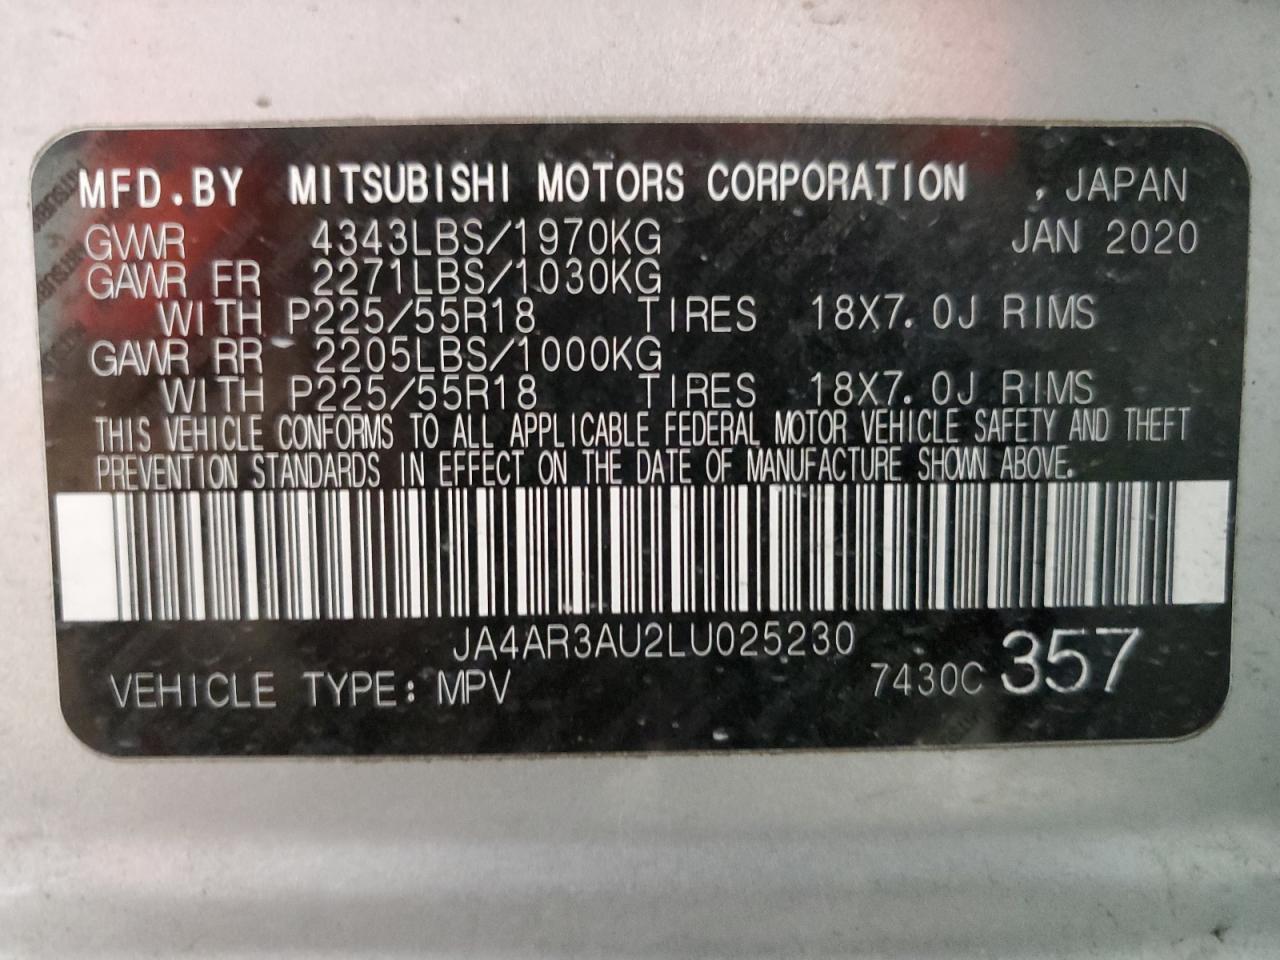 MFD.BY MITSUBISHI MOTORS CORPORATION , JAPAN
GVWR 4343LBS/1970KG JAN 2020
GAWR FR 2271LBS/1030KG
WITH P225/55R18 TIRES 18X7.0J RIMS
GAWR RR 2205LBS/1000KG
WITH P225/55R18 TIRES 18X7.0J RIMS
THIS VEHICLE CONFORMS TO ALL APPLICABLE FEDERAL MOTOR VEHICLE SAFETY AND THEFT
PREVENTION STANDARDS IN EFFECT ON THE DATE OF MANUFACTURE SHOWN ABOVE.
JA4AR3AU2LU025230
VEHICLE TYPE: MPV 7430C 357